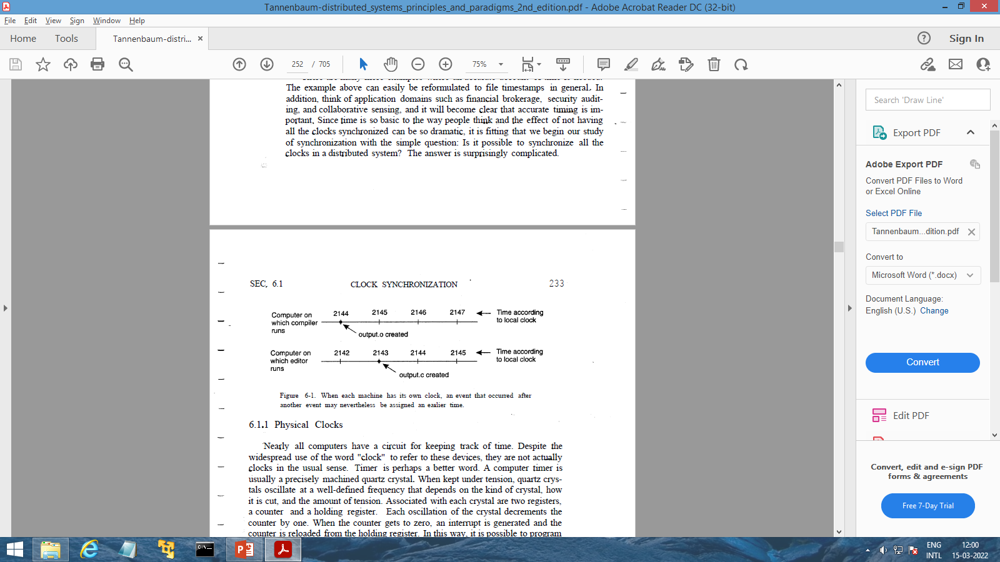 Tannenbaum-distributed_systems_principles_and_paradigms_2nd_edition.pdf - Adobe Acrobat Reader DC (32-bit)
File Edit View Sign Window Help
Home Tools Tannenbaum-distri... × Sign In
252 / 705 75%
The example above can easily be reformulated to file timestamps in general. In
addition, think of application domains such as financial brokerage, security audit-
ing, and collaborative sensing, and it will become clear that accurate timing is im-
portant. Since time is so basic to the way people think and the effect of not having
all the clocks synchronized can be so dramatic, it is fitting that we begin our study
of synchronization with the simple question: Is it possible to synchronize all the
clocks in a distributed system? The answer is surprisingly complicated.
SEC. 6.1 CLOCK SYNCHRONIZATION 233
Computer on
which compiler
runs
2144 2145 2146 2147
Time according
to local clock
output.o created
Computer on
which editor
runs
2142 2143 2144 2145
Time according
to local clock
output.c created
Figure 6-1. When each machine has its own clock, an event that occurred after
another event may nevertheless be assigned an earlier time.
6.1.1 Physical Clocks
Nearly all computers have a circuit for keeping track of time. Despite the
widespread use of the word "clock" to refer to these devices, they are not actually
clocks in the usual sense. Timer is perhaps a better word. A computer timer is
usually a precisely machined quartz crystal. When kept under tension, quartz crys-
tals oscillate at a well-defined frequency that depends on the kind of crystal, how
it is cut, and the amount of tension. Associated with each crystal are two registers,
a counter and a holding register. Each oscillation of the crystal decrements the
counter by one. When the counter gets to zero, an interrupt is generated and the
counter is reloaded from the holding register. In this way, it is possible to program
Search 'Draw Line'
Export PDF
Adobe Export PDF
Convert PDF Files to Word
or Excel Online
Select PDF File
Tannenbaum...dition.pdf
Convert to
Microsoft Word (*.docx)
Document Language:
English (U.S.) Change
Convert
Edit PDF
Convert, edit and e-sign PDF
forms & agreements
Free 7-Day Trial
ENG
INTL
12:00
15-03-2022